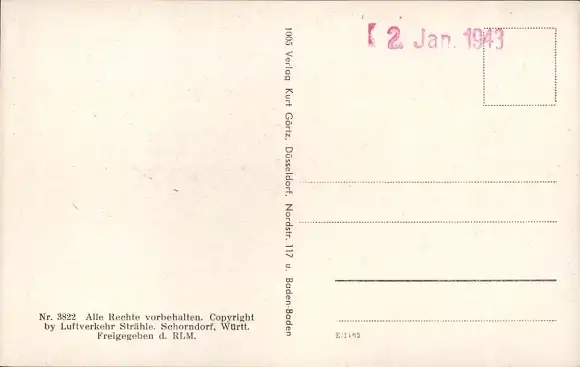 Nr. 3822 Alle Rechte vorbehalten. Copyright
by Luftverkehr Strähle. Schorndorf, Württ.
Freigegeben d. RLM.
1005 Verlag Kurt Görtz, Düsseldorf, Nordstr. 117 u. Baden-Baden
2. Jan. 1943